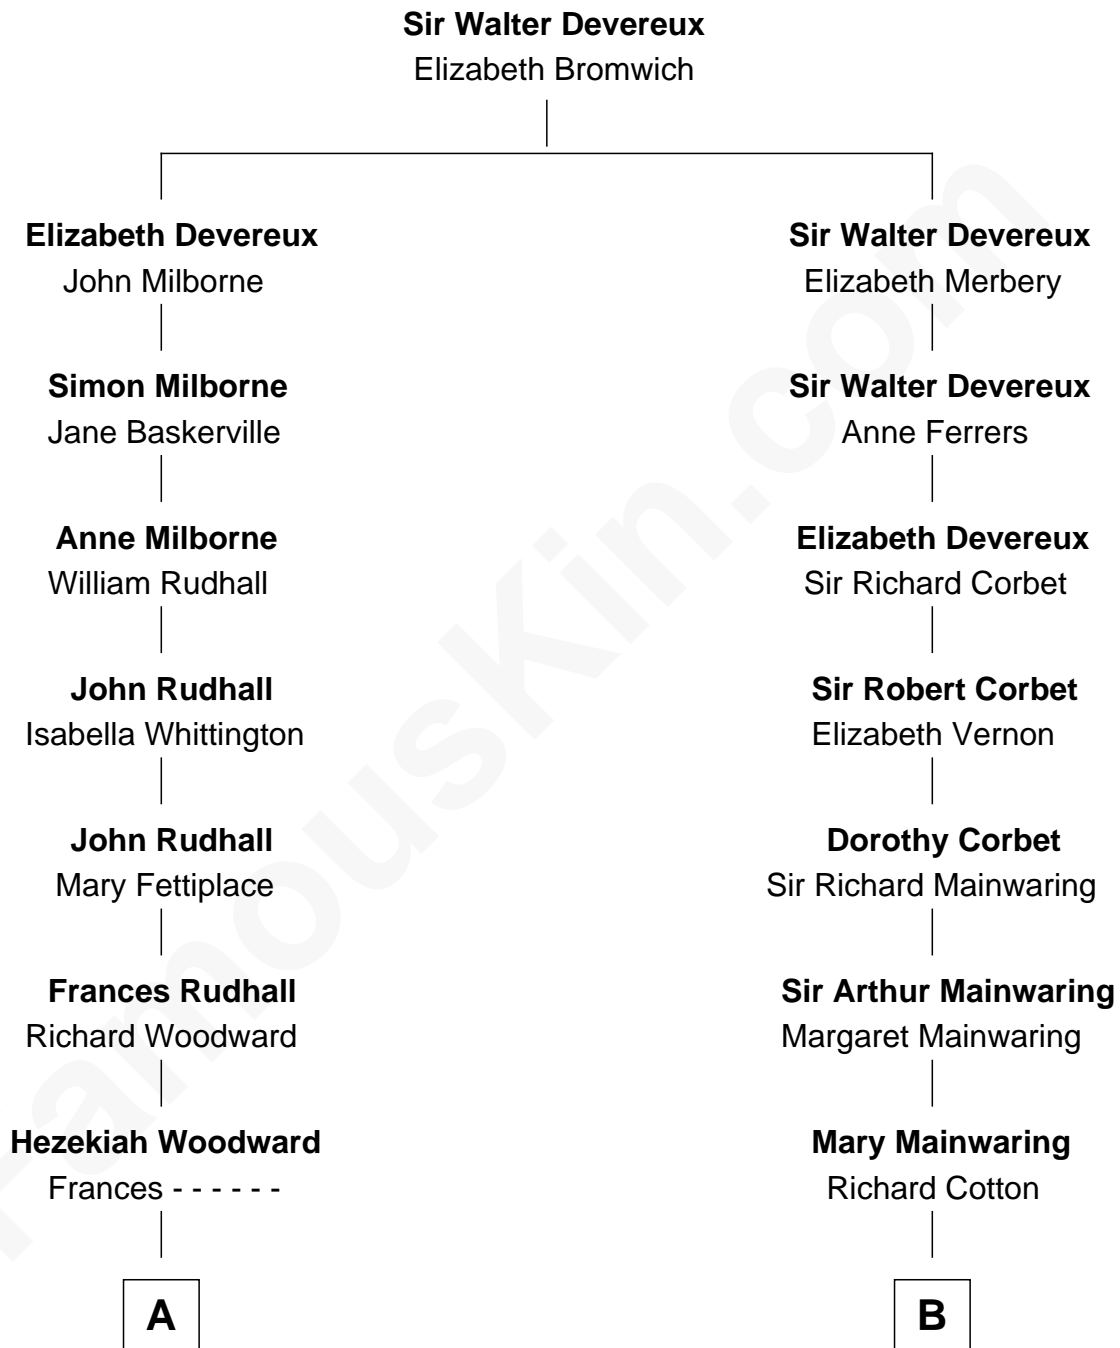 Sir Walter Devereux
Elizabeth Bromwich
Elizabeth Devereux
John Milborne
Sir Walter Devereux
Elizabeth Merbery
Simon Milborne
Jane Baskerville
Sir Walter Devereux
Anne Ferrers
Anne Milborne
William Rudhall
Elizabeth Devereux
Sir Richard Corbet
John Rudhall
Isabella Whittington
Sir Robert Corbet
Elizabeth Vernon
John Rudhall
Mary Fettiplace
Dorothy Corbet
Sir Richard Mainwaring
Frances Rudhall
Richard Woodward
Sir Arthur Mainwaring
Margaret Mainwaring
Hezekiah Woodward
Frances - - - - - -
Mary Mainwaring
Richard Cotton
A
B
FamousKin.com